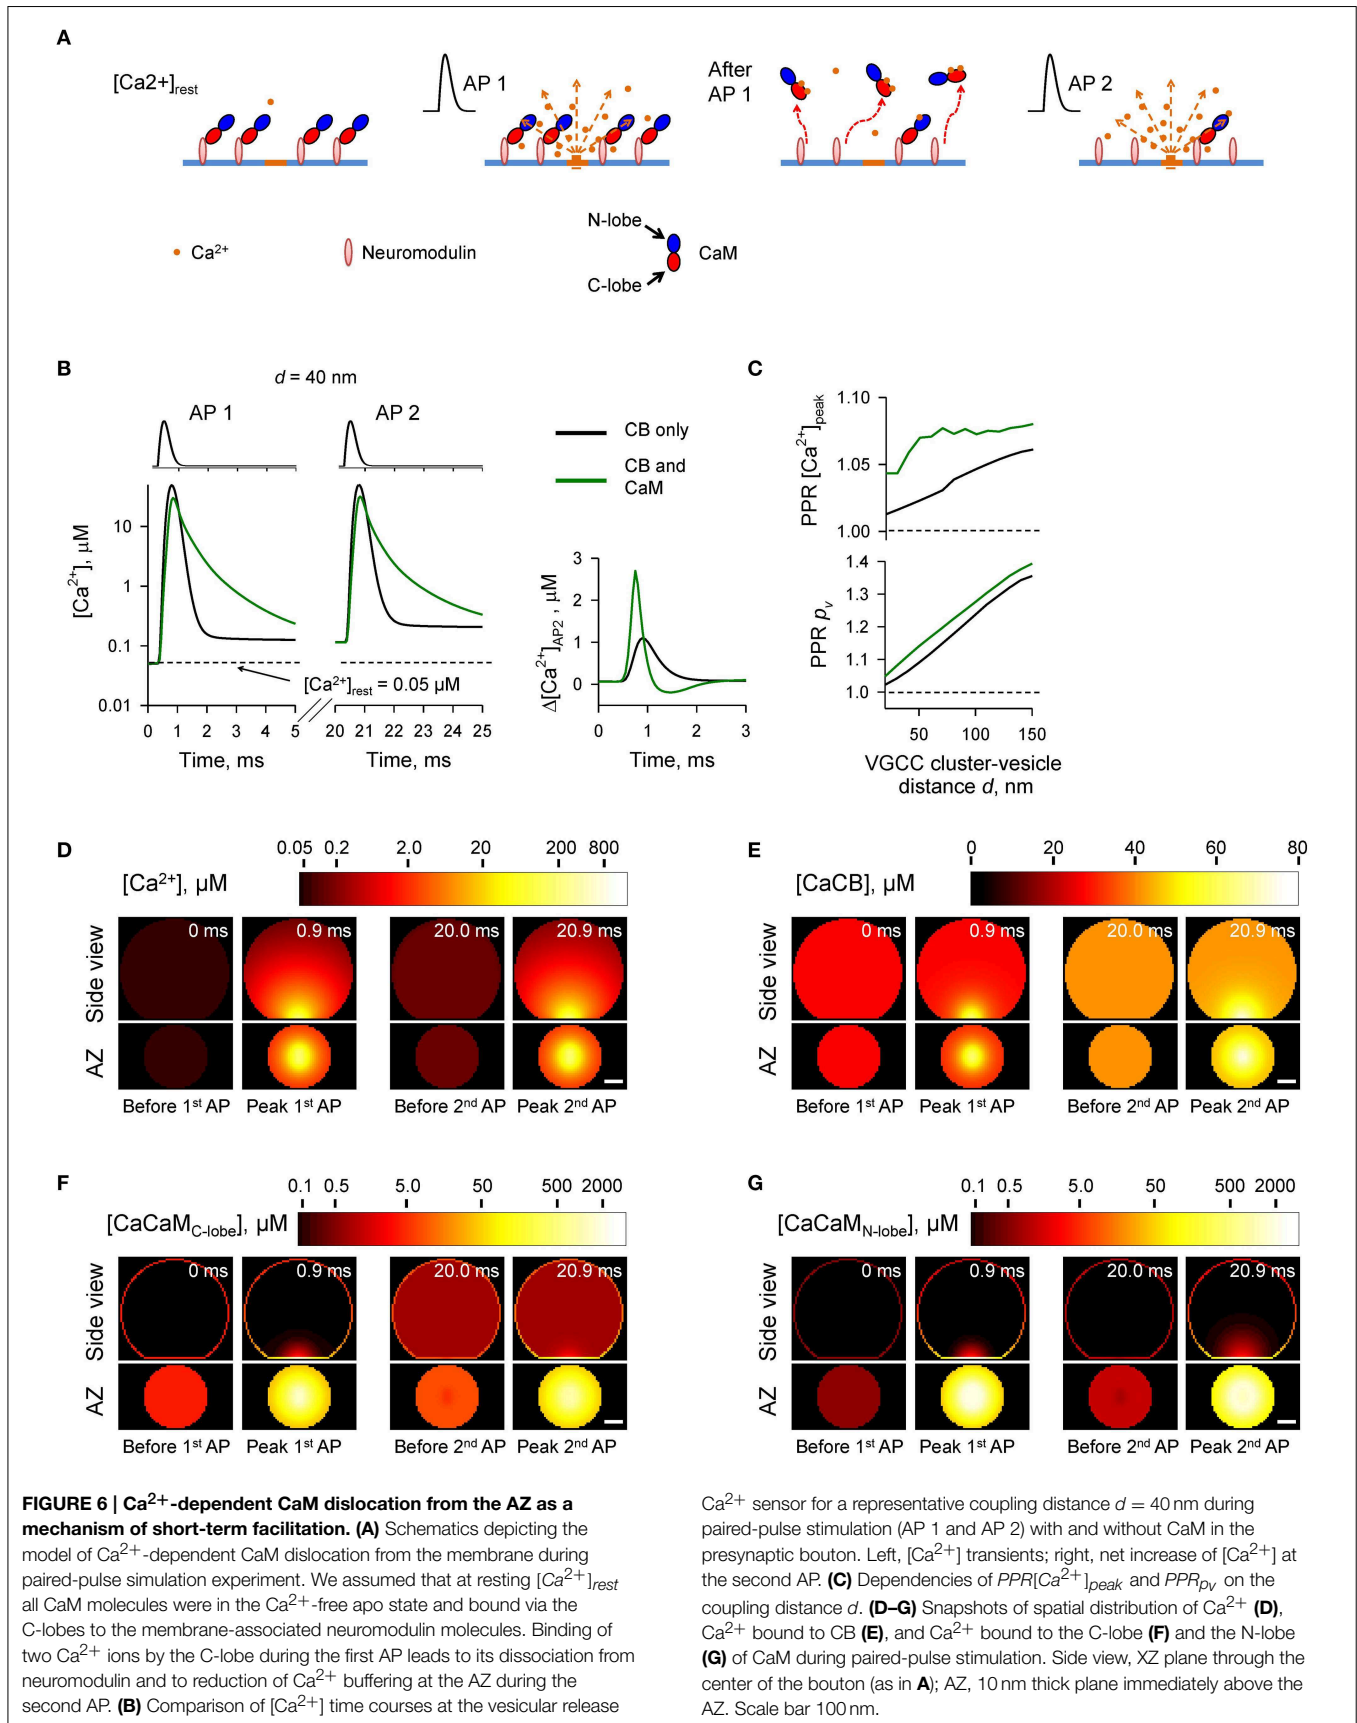 A
[Ca2+]rest
AP 1
After
AP 1
AP 2
N-lobe
Ca²⁺
Neuromodulin
CaM
C-lobe
B
d = 40 nm
AP 1
AP 2
CB only
CB and
CaM
[Ca²⁺], µM
10
1
0.1
0.01
[Ca²⁺]rest = 0.05 µM
0 1 2 3 4 5
20 21 22 23 24 25
Time, ms
Time, ms
Δ[Ca²⁺]AP2 , µM
3
2
1
0
0 1 2 3
Time, ms
C
PPR [Ca²⁺]peak
1.10
1.05
1.00
PPR pv
1.4
1.3
1.2
1.1
1.0
50 100 150
VGCC cluster-vesicle
distance d, nm
D
0.05 0.2 2.0 20 200 800
[Ca²⁺], µM
Side view
0 ms 0.9 ms 20.0 ms 20.9 ms
AZ
Before 1st AP Peak 1st AP Before 2nd AP Peak 2nd AP
E
0 20 40 60 80
[CaCB], µM
Side view
0 ms 0.9 ms 20.0 ms 20.9 ms
AZ
Before 1st AP Peak 1st AP Before 2nd AP Peak 2nd AP
F
0.1 0.5 5.0 50 500 2000
[CaCaMC-lobe], µM
Side view
0 ms 0.9 ms 20.0 ms 20.9 ms
AZ
Before 1st AP Peak 1st AP Before 2nd AP Peak 2nd AP
G
0.1 0.5 5.0 50 500 2000
[CaCaMN-lobe], µM
Side view
0 ms 0.9 ms 20.0 ms 20.9 ms
AZ
Before 1st AP Peak 1st AP Before 2nd AP Peak 2nd AP
FIGURE 6 | Ca²⁺-dependent CaM dislocation from the AZ as a
mechanism of short-term facilitation. (A) Schematics depicting the
model of Ca²⁺-dependent CaM dislocation from the membrane during
paired-pulse simulation experiment. We assumed that at resting [Ca²⁺]rest
all CaM molecules were in the Ca²⁺-free apo state and bound via the
C-lobes to the membrane-associated neuromodulin molecules. Binding of
two Ca²⁺ ions by the C-lobe during the first AP leads to its dissociation from
neuromodulin and to reduction of Ca²⁺ buffering at the AZ during the
second AP. (B) Comparison of [Ca²⁺] time courses at the vesicular release
Ca²⁺ sensor for a representative coupling distance d = 40 nm during
paired-pulse stimulation (AP 1 and AP 2) with and without CaM in the
presynaptic bouton. Left, [Ca²⁺] transients; right, net increase of [Ca²⁺] at
the second AP. (C) Dependencies of PPR[Ca²⁺]peak and PPRpv on the
coupling distance d. (D–G) Snapshots of spatial distribution of Ca²⁺ (D),
Ca²⁺ bound to CB (E), and Ca²⁺ bound to the C-lobe (F) and the N-lobe
(G) of CaM during paired-pulse stimulation. Side view, XZ plane through the
center of the bouton (as in A); AZ, 10 nm thick plane immediately above the
AZ. Scale bar 100 nm.